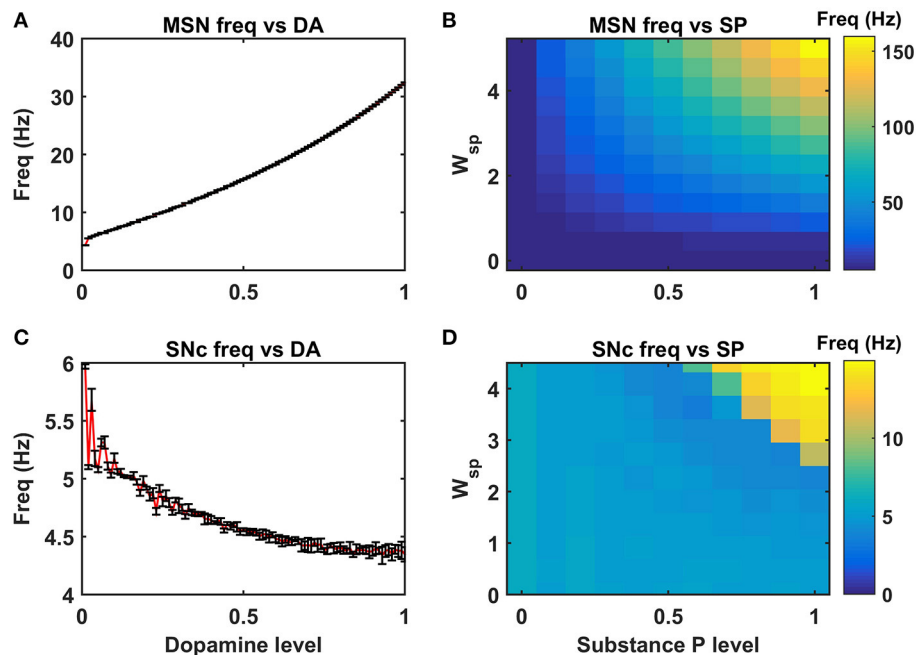 A
MSN freq vs DA
Freq (Hz)
40
30
20
10
0
0
0.5
1
B
MSN freq vs SP
Freq (Hz)
W_sp
4
2
0
0
0.5
1
150
100
50
C
SNc freq vs DA
Freq (Hz)
6
5.5
5
4.5
4
0
0.5
1
Dopamine level
D
SNc freq vs SP
Freq (Hz)
W_sp
4
3
2
1
0
0
0.5
1
Substance P level
10
5
0